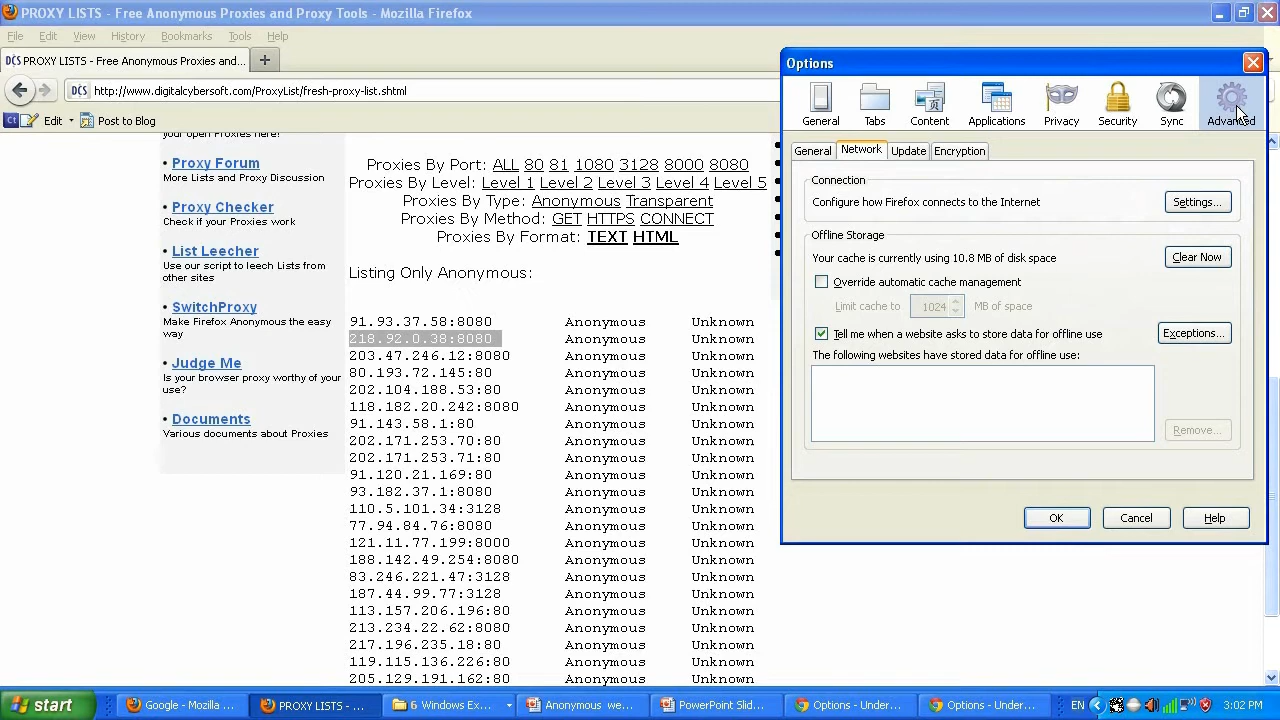 PROXY LISTS - Free Anonymous Proxies and Proxy Tools - Mozilla Firefox
File Edit View History Bookmarks Tools Help
DCS PROXY LISTS - Free Anonymous Proxies and... +
http://www.digitalcybersoft.com/ProxyList/fresh-proxy-list.shtml
Ct Edit Post to Blog
your open Proxies here!
• Proxy Forum
More Lists and Proxy Discussion
• Proxy Checker
Check if your Proxies work
• List Leecher
Use our script to leech Lists from
other sites
• SwitchProxy
Make Firefox Anonymous the easy
way
• Judge Me
Is your browser proxy worthy of your
use?
• Documents
Various documents about Proxies
Proxies By Port: ALL 80 81 1080 3128 8000 8080
Proxies By Level: Level 1 Level 2 Level 3 Level 4 Level 5
Proxies By Type: Anonymous Transparent
Proxies By Method: GET HTTPS CONNECT
Proxies By Format: TEXT HTML
Listing Only Anonymous:
91.93.37.58:8080 Anonymous Unknown
218.92.0.38:8080 Anonymous Unknown
203.47.246.12:8080 Anonymous Unknown
80.193.72.145:80 Anonymous Unknown
202.104.188.53:80 Anonymous Unknown
118.182.20.242:8080 Anonymous Unknown
91.143.58.1:80 Anonymous Unknown
202.171.253.70:80 Anonymous Unknown
202.171.253.71:80 Anonymous Unknown
91.120.21.169:80 Anonymous Unknown
93.182.37.1:8080 Anonymous Unknown
110.5.101.34:3128 Anonymous Unknown
77.94.84.76:8080 Anonymous Unknown
121.11.77.199:8000 Anonymous Unknown
188.142.49.254:8080 Anonymous Unknown
83.246.221.47:3128 Anonymous Unknown
187.44.99.77:3128 Anonymous Unknown
113.157.206.196:80 Anonymous Unknown
213.234.22.62:8080 Anonymous Unknown
217.196.235.18:80 Anonymous Unknown
119.115.136.226:80 Anonymous Unknown
205.129.191.162:80 Anonymous Unknown
Options
General Tabs Content Applications Privacy Security Sync Advanced
General Network Update Encryption
Connection
Configure how Firefox connects to the Internet Settings...
Offline Storage
Your cache is currently using 10.8 MB of disk space Clear Now
Override automatic cache management
Limit cache to 1024 MB of space
Tell me when a website asks to store data for offline use Exceptions...
The following websites have stored data for offline use:
Remove...
OK Cancel Help
start Google - Mozilla ... PROXY LISTS - ... 6 Windows Ex... Anonymous we... PowerPoint Slid... Options - Under... Options - Under... EN 3:02 PM